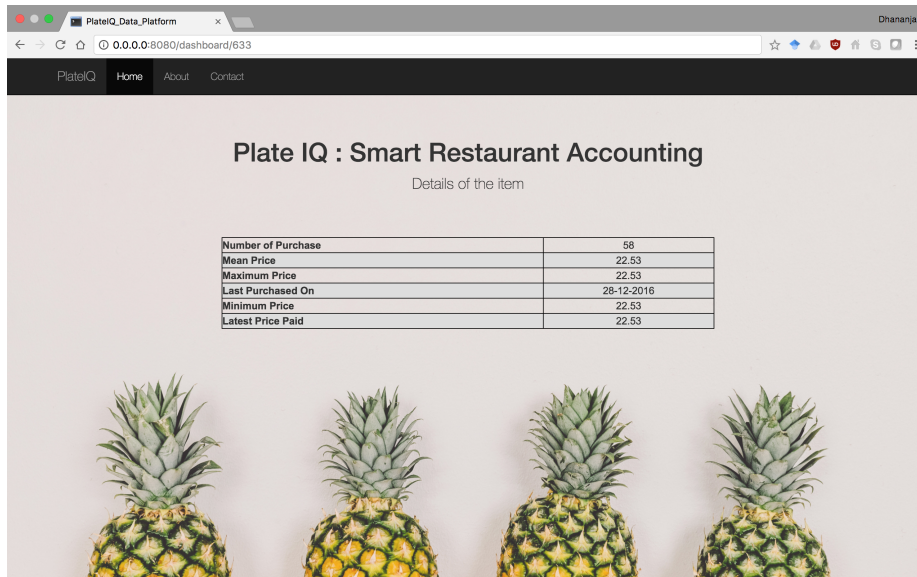 PlateIQ_Data_Platform
0.0.0.0:8080/dashboard/633
PlateIQ Home About Contact
Plate IQ : Smart Restaurant Accounting
Details of the item
Number of Purchase 58
Mean Price 22.53
Maximum Price 22.53
Last Purchased On 28-12-2016
Minimum Price 22.53
Latest Price Paid 22.53